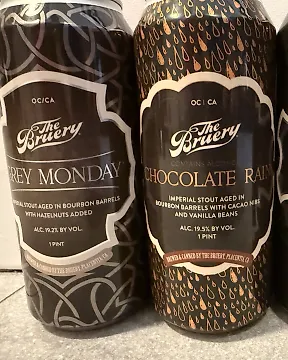 OC/CA
The
Bruery
GREY MONDAY
IMPERIAL STOUT AGED IN BOURBON BARRELS
WITH HAZELNUTS ADDED
ALC. 19.2% BY VOL.
1 PINT
OC | CA
The
Bruery
CHOCOLATE RAIN
IMPERIAL STOUT AGED IN
BOURBON BARRELS WITH CACAO NIBS
AND VANILLA BEANS
ALC. 19.5% BY VOL.
1 PINT
BREWED & CANNED BY THE BRUERY, PLACENTIA, CA